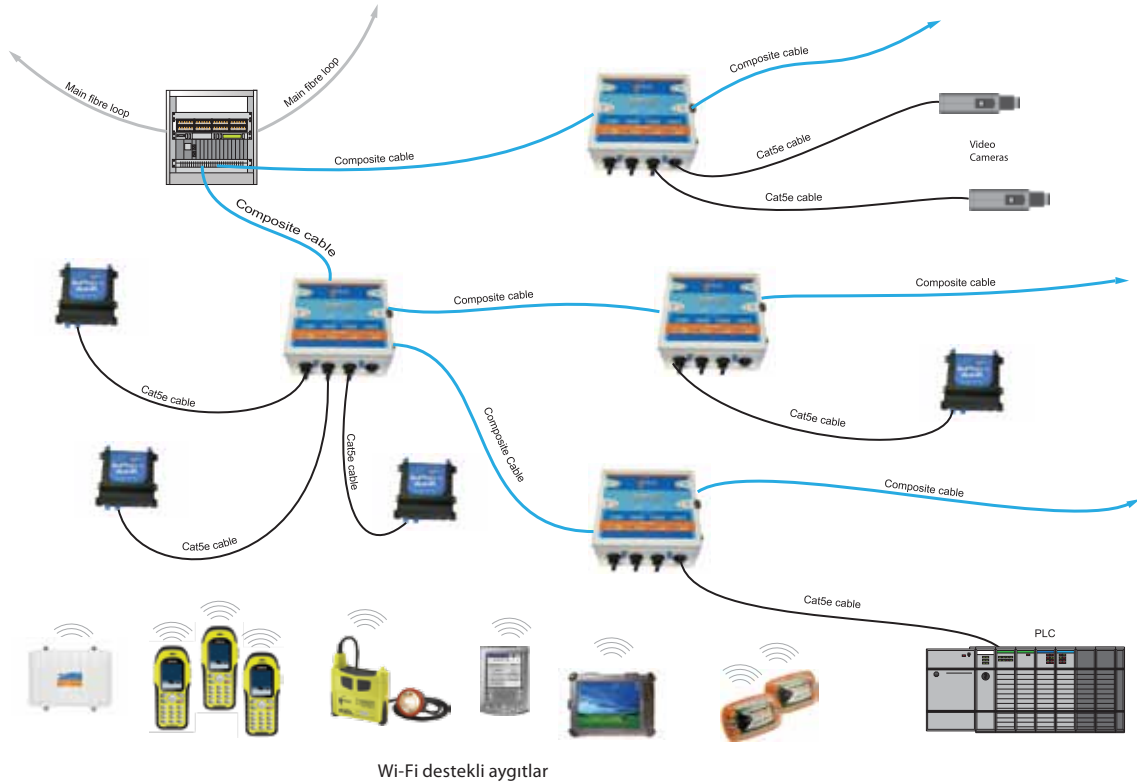 Main fibre loop
Main fibre loop
Composite cable
Composite cable
Cat5e cable
Video
Cameras
Cat5e cable
Composite cable
Composite cable
Composite cable
Cat5e cable
Cat5e cable
Composite Cable
Cat5e cable
Cat5e cable
Composite cable
Cat5e cable
PLC
Wi-Fi destekli aygıtlar